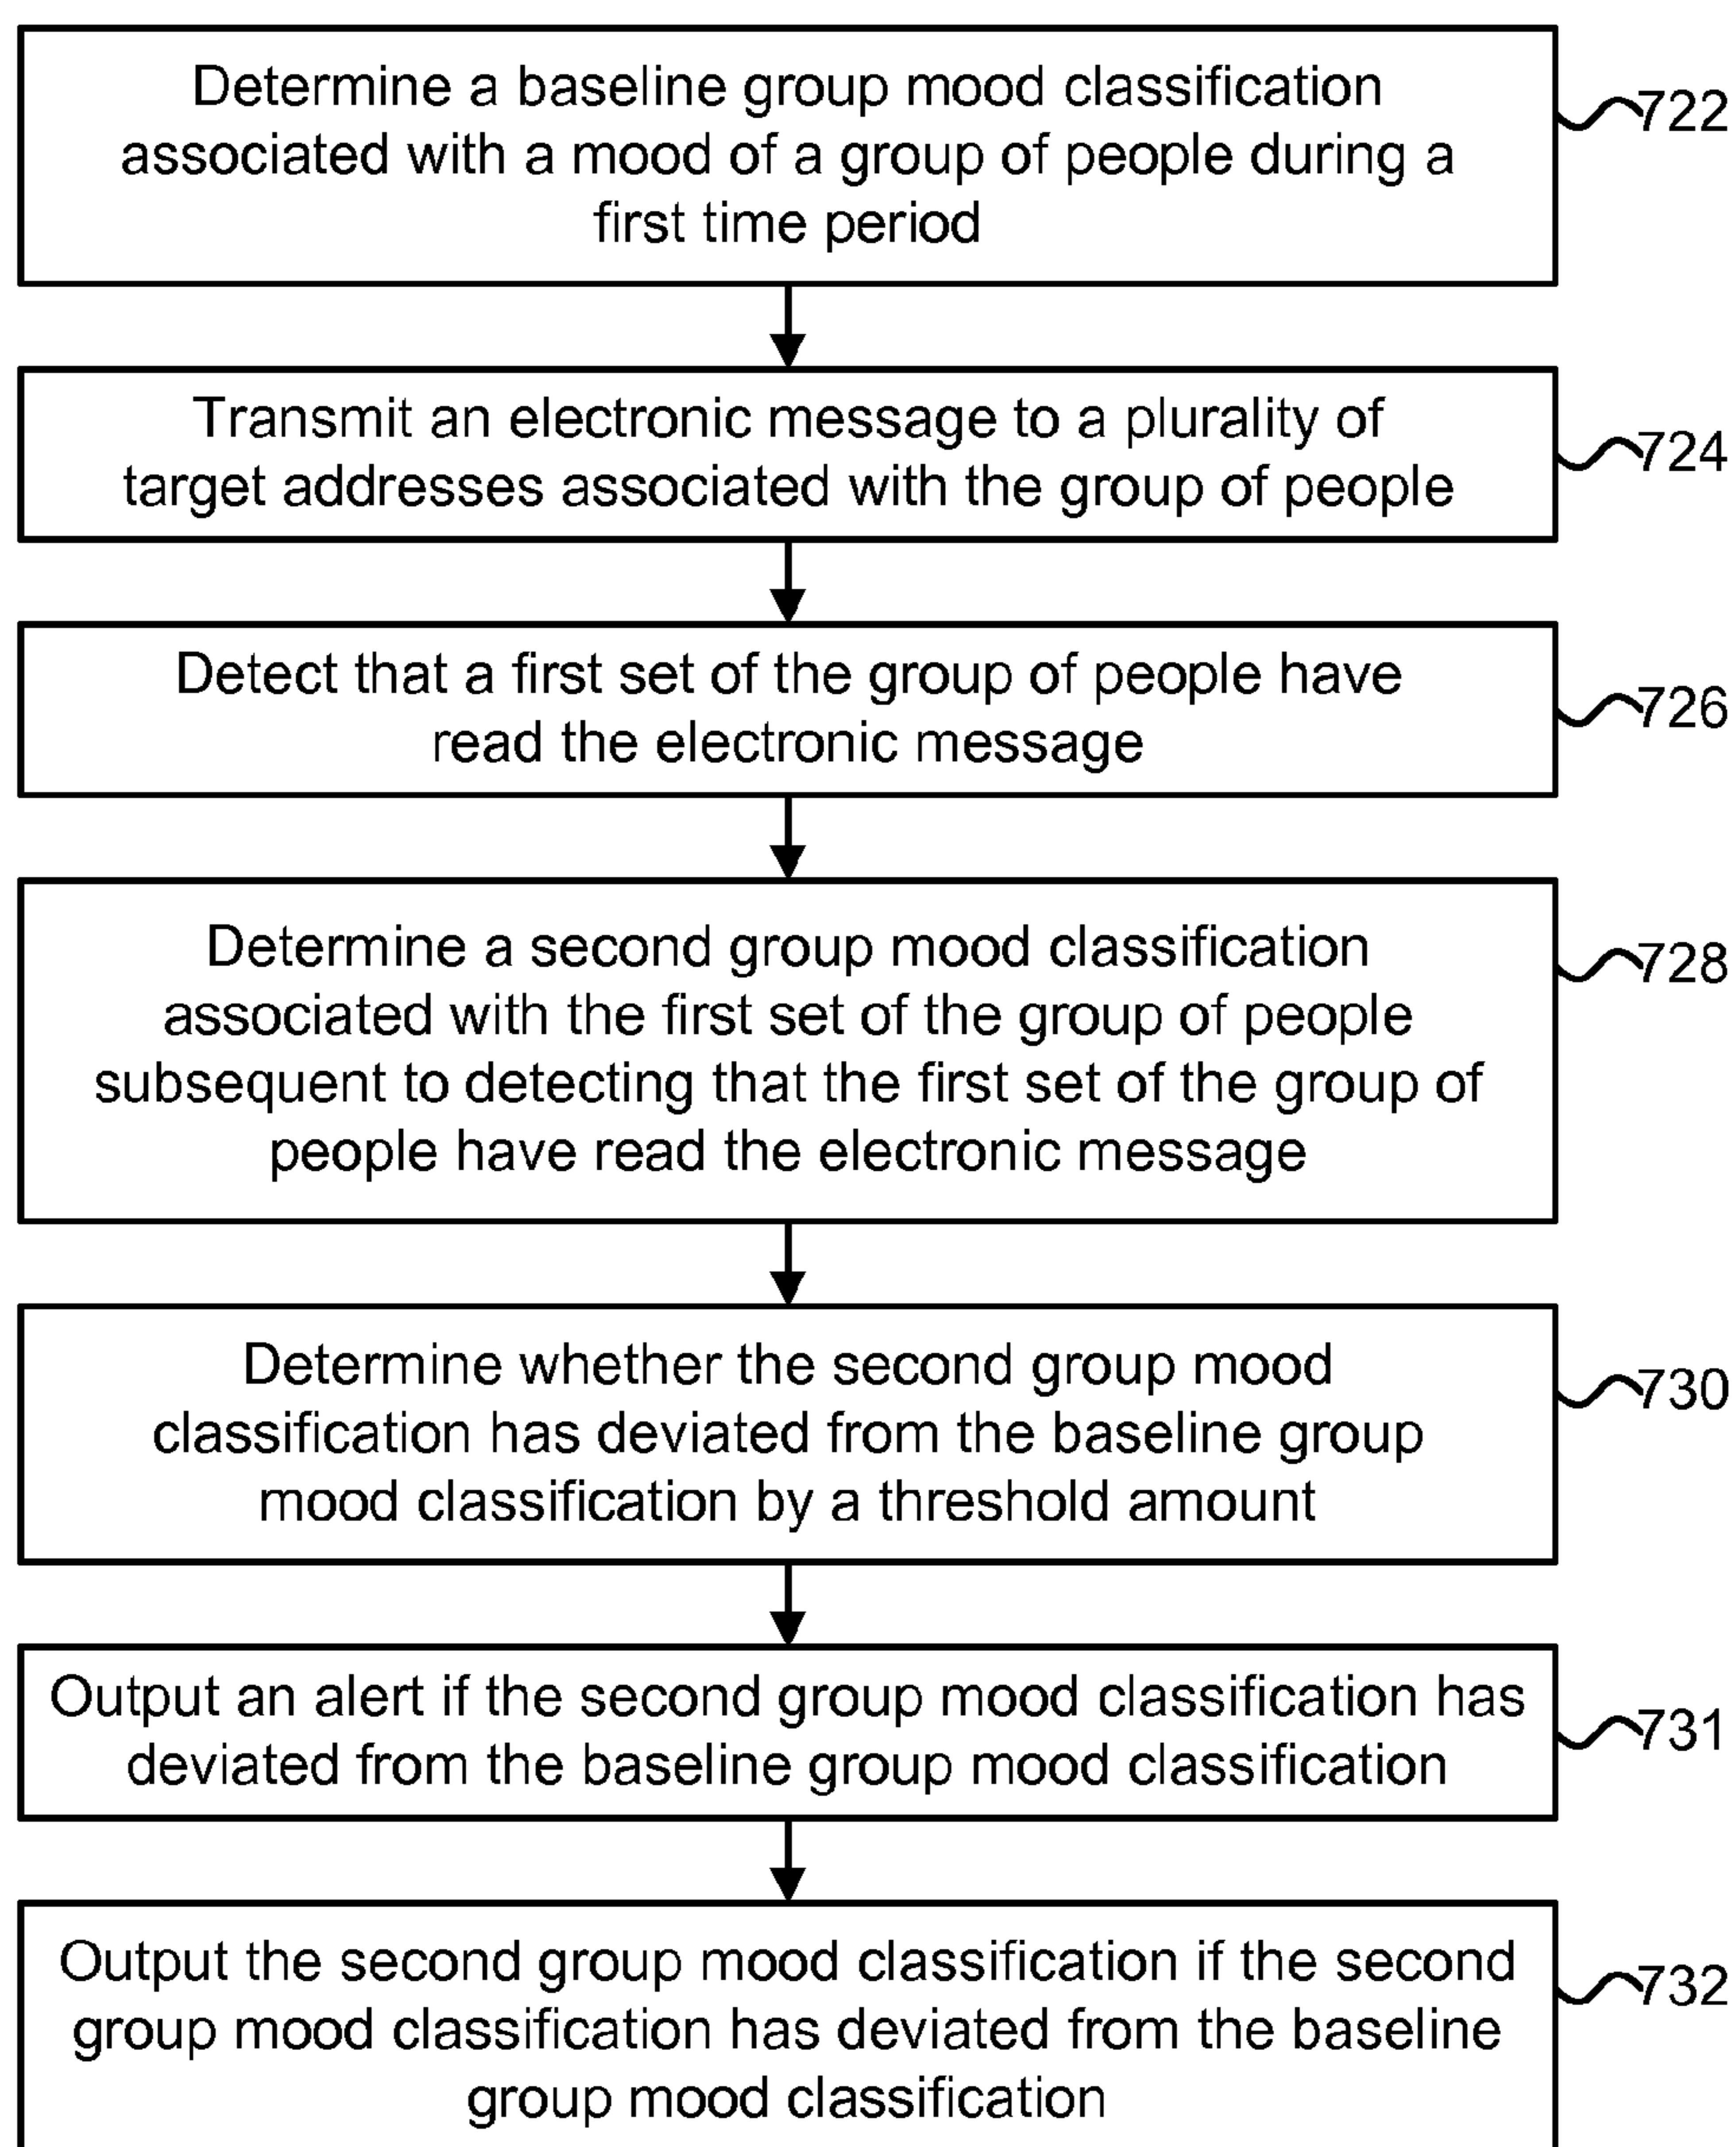 Determine a baseline group mood classification
associated with a mood of a group of people during a
first time period
722
Transmit an electronic message to a plurality of
target addresses associated with the group of people
724
Detect that a first set of the group of people have
read the electronic message
726
Determine a second group mood classification
associated with the first set of the group of people
subsequent to detecting that the first set of the group of
people have read the electronic message
728
Determine whether the second group mood
classification has deviated from the baseline group
mood classification by a threshold amount
730
Output an alert if the second group mood classification has
deviated from the baseline group mood classification
731
Output the second group mood classification if the second
group mood classification has deviated from the baseline
group mood classification
732